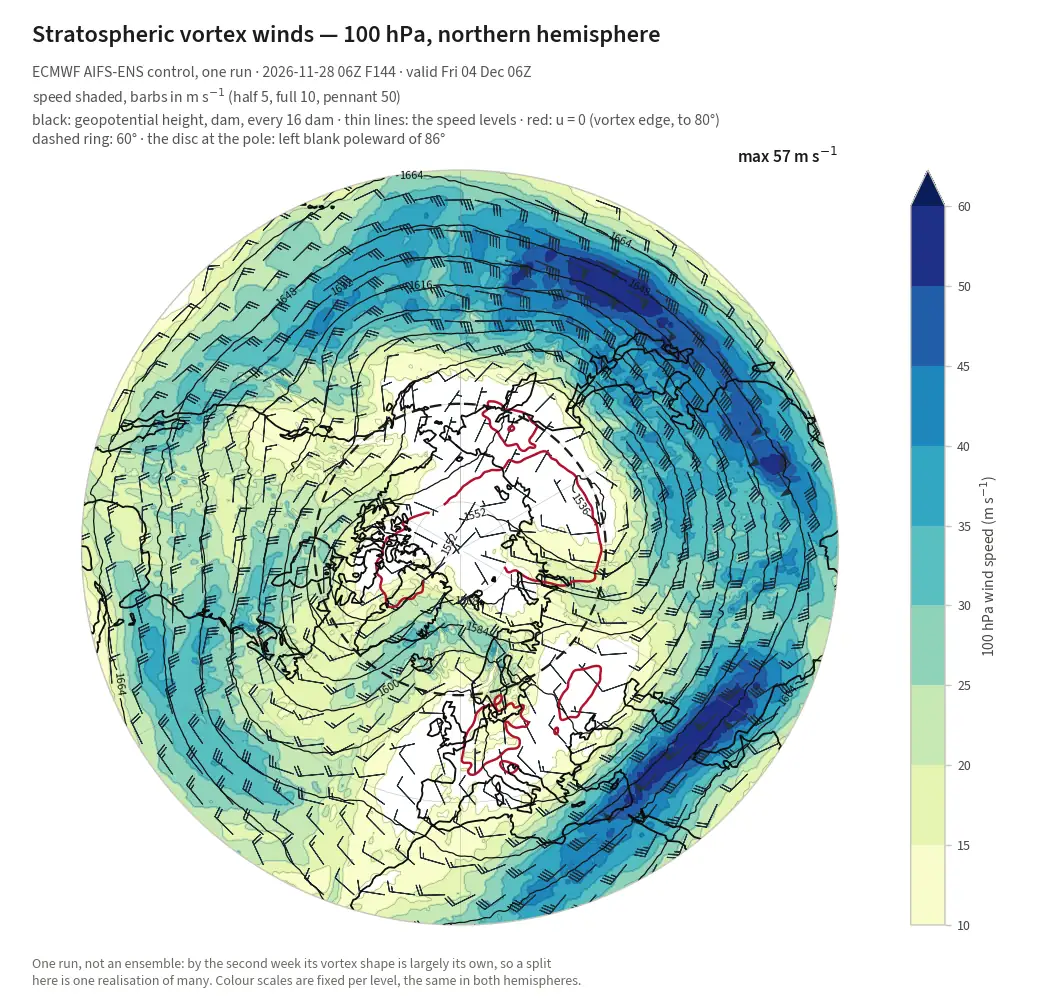 Stratospheric vortex winds — 100 hPa, northern hemisphere
ECMWF AIFS-ENS control, one run · 2026-11-28 06Z F144 · valid Fri 04 Dec 06Z
speed shaded, barbs in m s⁻¹ (half 5, full 10, pennant 50)
black: geopotential height, dam, every 16 dam · thin lines: the speed levels · red: u = 0 (vortex edge, to 80°)
dashed ring: 60° · the disc at the pole: left blank poleward of 86°
max 57 m s⁻¹
1664
1664
1648
1616
1536
1552
1552
1584
1600
1664
60
50
45
40
35
30
25
20
15
10
100 hPa wind speed (m s⁻¹)
One run, not an ensemble: by the second week its vortex shape is largely its own, so a split
here is one realisation of many. Colour scales are fixed per level, the same in both hemispheres.